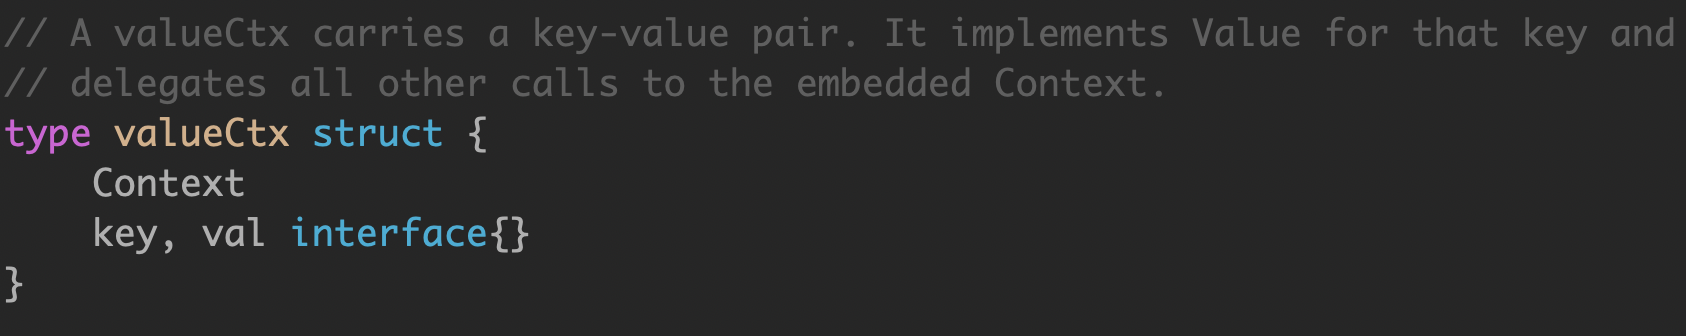 // A valueCtx carries a key-value pair. It implements Value for that key and
// delegates all other calls to the embedded Context.
type valueCtx struct {
    Context
    key, val interface{}
}